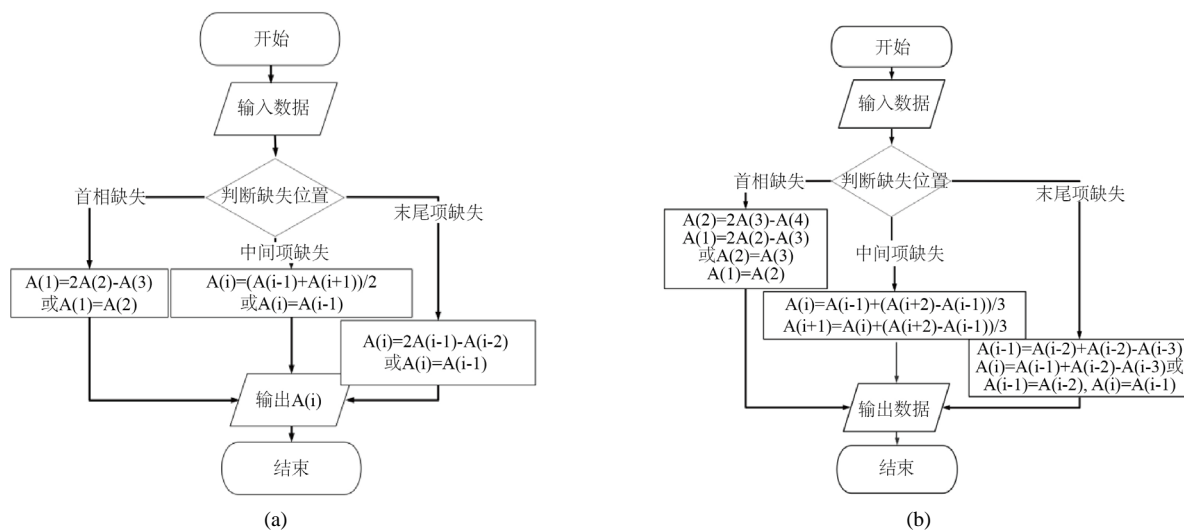 开始
输入数据
判断缺失位置
首相缺失
末尾项缺失
中间项缺失
A(1)=2A(2)-A(3)
或A(1)=A(2)
A(i)=(A(i-1)+A(i+1))/2
或A(i)=A(i-1)
A(i)=2A(i-1)-A(i-2)
或A(i)=A(i-1)
输出A(i)
结束
(a)
开始
输入数据
判断缺失位置
首相缺失
末尾项缺失
A(2)=2A(3)-A(4)
A(1)=2A(2)-A(3)
或A(2)=A(3)
A(1)=A(2)
中间项缺失
A(i)=A(i-1)+(A(i+2)-A(i-1))/3
A(i+1)=A(i)+(A(i+2)-A(i-1))/3
A(i-1)=A(i-2)+A(i-2)-A(i-3)
A(i)=A(i-1)+A(i-2)-A(i-3)或
A(i-1)=A(i-2), A(i)=A(i-1)
输出数据
结束
(b)